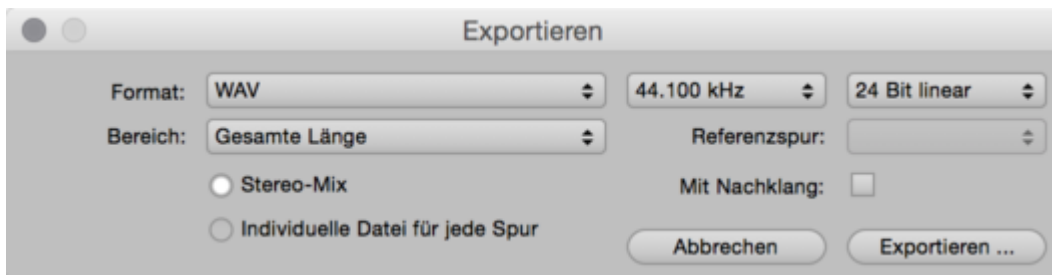 Exportieren
Format: WAV 44.100 kHz 24 Bit linear
Bereich: Gesamte Länge Referenzspur:
Stereo-Mix Mit Nachklang:
Individuelle Datei für jede Spur
Abbrechen Exportieren ...